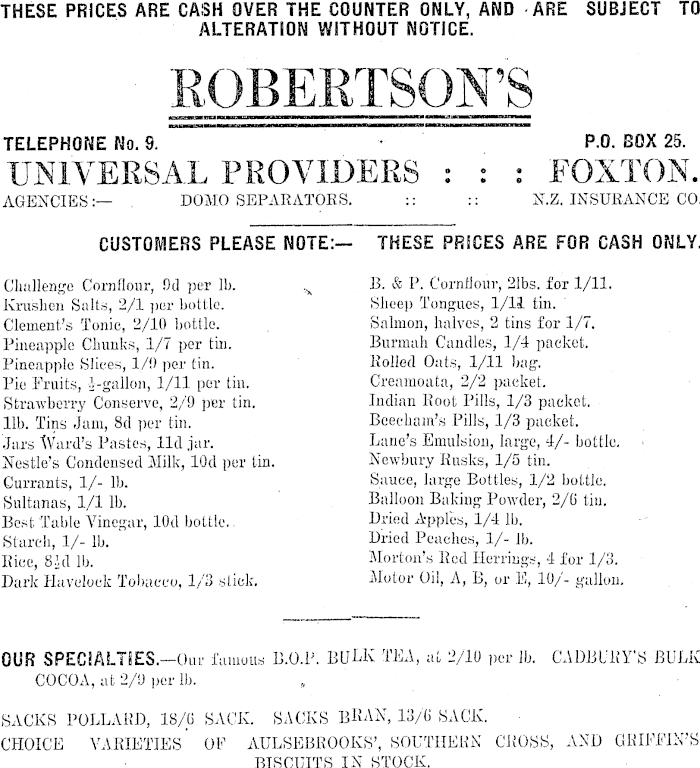 THESE PRICES ARE CASH OVER THE COUNTER ONLY, AND ARE SUBJECT TO
ALTERATION WITHOUT NOTICE.
ROBERTSON'S
TELEPHONE No. 9. P.O. BOX 25.
UNIVERSAL PROVIDERS : : : FOXTON.
AGENCIES:— DOMO SEPARATORS. :: :: N.Z. INSURANCE CO.
CUSTOMERS PLEASE NOTE:— THESE PRICES ARE FOR CASH ONLY.
Challenge Cornflour, 9d per lb.
Krushen Salts, 2/1 per bottle.
Clement's Tonic, 2/10 bottle.
Pineapple Chunks, 1/7 per tin.
Pineapple Slices, 1/9 per tin.
Pie Fruits, ½-gallon, 1/11 per tin.
Strawberry Conserve, 2/9 per tin.
1lb. Tins Jam, 8d per tin.
Jars Ward's Pastes, 11d jar.
Nestle's Condensed Milk, 10d per tin.
Currants, 1/- lb.
Sultanas, 1/1 lb.
Best Table Vinegar, 10d bottle.
Starch, 1/- lb.
Rice, 8½d lb.
Dark Havelock Tobacco, 1/3 stick.
B. & P. Cornflour, 2lbs. for 1/11.
Sheep Tongues, 1/11 tin.
Salmon, halves, 2 tins for 1/7.
Burmah Candles, 1/4 packet.
Rolled Oats, 1/11 bag.
Creamoata, 2/2 packet.
Indian Root Pills, 1/3 packet.
Beecham's Pills, 1/3 packet.
Lane's Emulsion, large, 4/- bottle.
Newbury Rusks, 1/5 tin.
Sauce, large Bottles, 1/2 bottle.
Balloon Baking Powder, 2/6 tin.
Dried Apples, 1/4 lb.
Dried Peaches, 1/- lb.
Morton's Red Herrings, 4 for 1/3.
Motor Oil, A, B, or E, 10/- gallon.
OUR SPECIALTIES.—Our famous B.O.P. BULK TEA, at 2/10 per lb. CADBURY'S BULK
COCOA, at 2/9 per lb.
SACKS POLLARD, 18/6 SACK. SACKS BRAN, 13/6 SACK.
CHOICE VARIETIES OF AULSEBROOKS', SOUTHERN CROSS, AND GRIFFIN'S
BISCUITS IN STOCK.